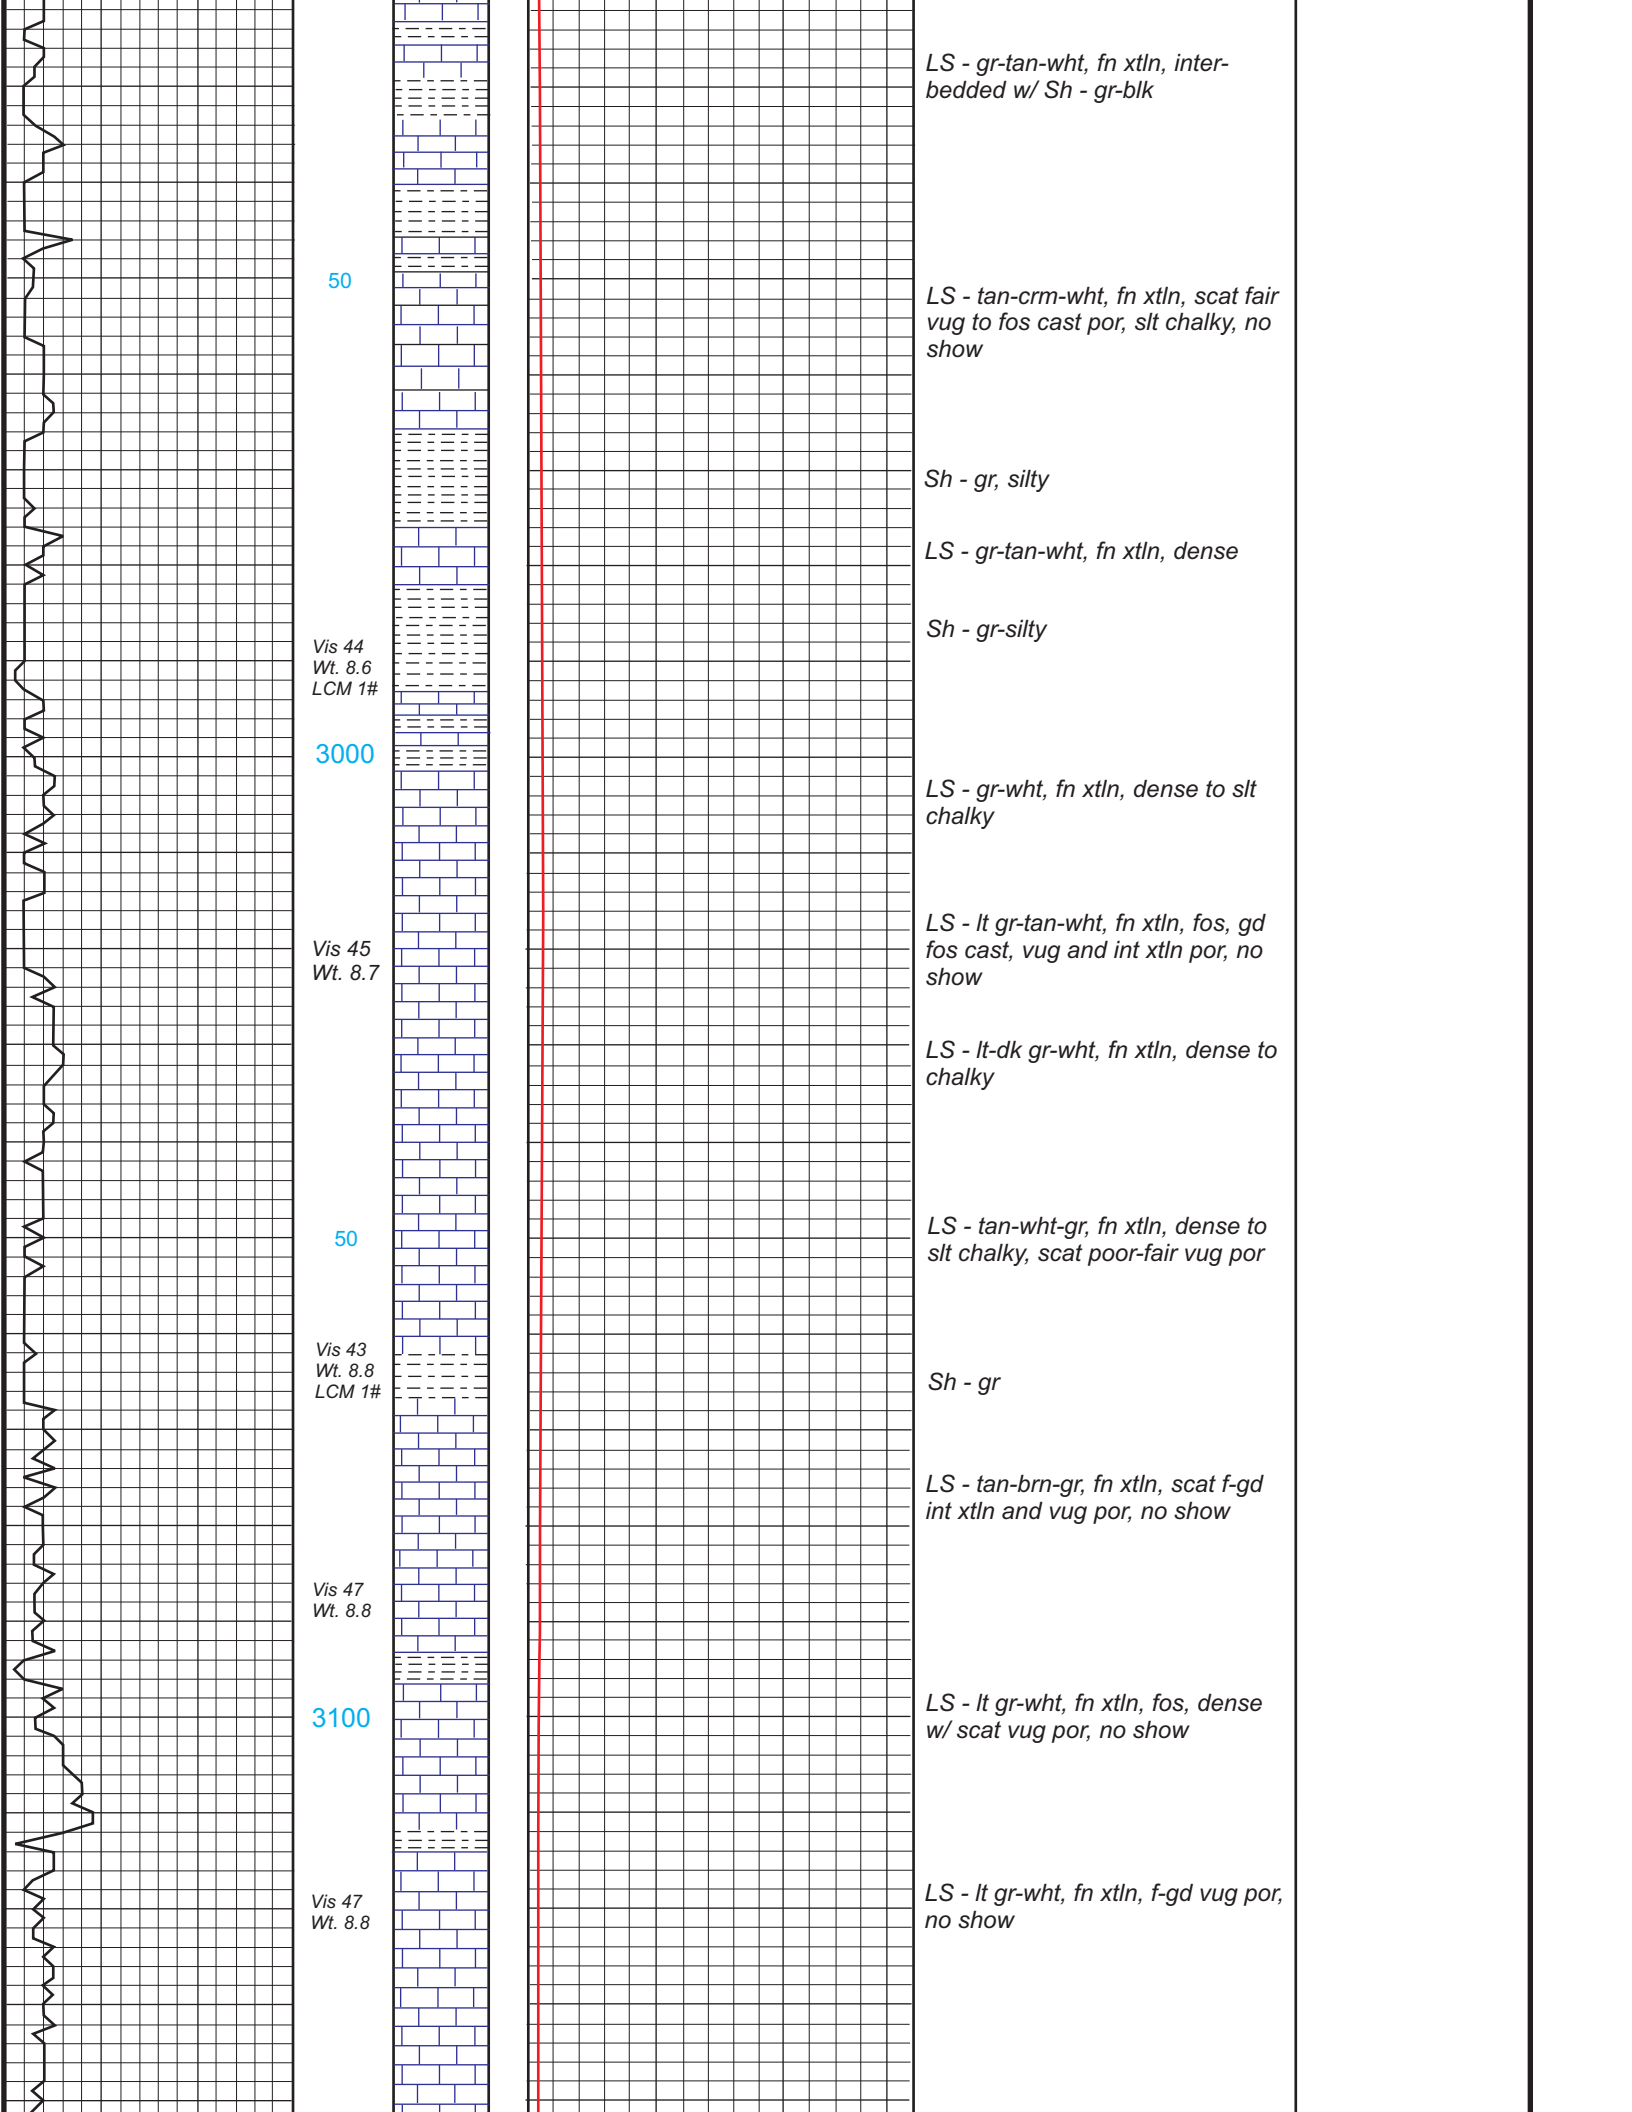 LS - gr-tan-wht, fn xtln, inter-
bedded w/ Sh - gr-blk
50
LS - tan-crm-wht, fn xtln, scat fair
vug to fos cast por, slt chalky, no
show
Sh - gr, silty
LS - gr-tan-wht, fn xtln, dense
Sh - gr-silty
Vis 44
Wt. 8.6
LCM 1#
3000
LS - gr-wht, fn xtln, dense to slt
chalky
LS - lt gr-tan-wht, fn xtln, fos, gd
fos cast, vug and int xtln por, no
show
Vis 45
Wt. 8.7
LS - lt-dk gr-wht, fn xtln, dense to
chalky
50
LS - tan-wht-gr, fn xtln, dense to
slt chalky, scat poor-fair vug por
Vis 43
Wt. 8.8
LCM 1#
Sh - gr
LS - tan-brn-gr, fn xtln, scat f-gd
int xtln and vug por, no show
Vis 47
Wt. 8.8
3100
LS - lt gr-wht, fn xtln, fos, dense
w/ scat vug por, no show
Vis 47
Wt. 8.8
LS - lt gr-wht, fn xtln, f-gd vug por,
no show